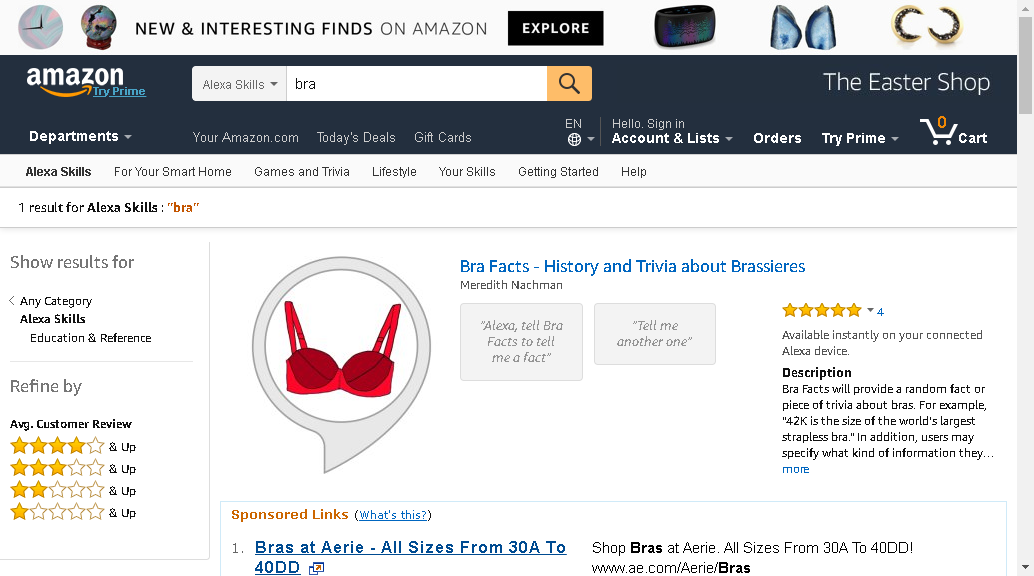 NEW & INTERESTING FINDS ON AMAZON EXPLORE
amazon
Try Prime
Alexa Skills
bra
The Easter Shop
Departments
Your Amazon.com Today's Deals Gift Cards
EN
Hello. Sign in
Account & Lists
Orders
Try Prime
0
Cart
Alexa Skills For Your Smart Home Games and Trivia Lifestyle Your Skills Getting Started Help
1 result for Alexa Skills : "bra"
Show results for
Any Category
Alexa Skills
Education & Reference
Refine by
Avg. Customer Review
& Up
& Up
& Up
& Up
Bra Facts - History and Trivia about Brassieres
Meredith Nachman
"Alexa, tell Bra
Facts to tell
me a fact"
"Tell me
another one"
4
Available instantly on your connected
Alexa device.
Description
Bra Facts will provide a random fact or
piece of trivia about bras. For example,
"42K is the size of the world's largest
strapless bra." In addition, users may
specify what kind of information they...
more
Sponsored Links (What's this?)
1. Bras at Aerie - All Sizes From 30A To
40DD
Shop Bras at Aerie. All Sizes From 30A To 40DD!
www.ae.com/Aerie/Bras